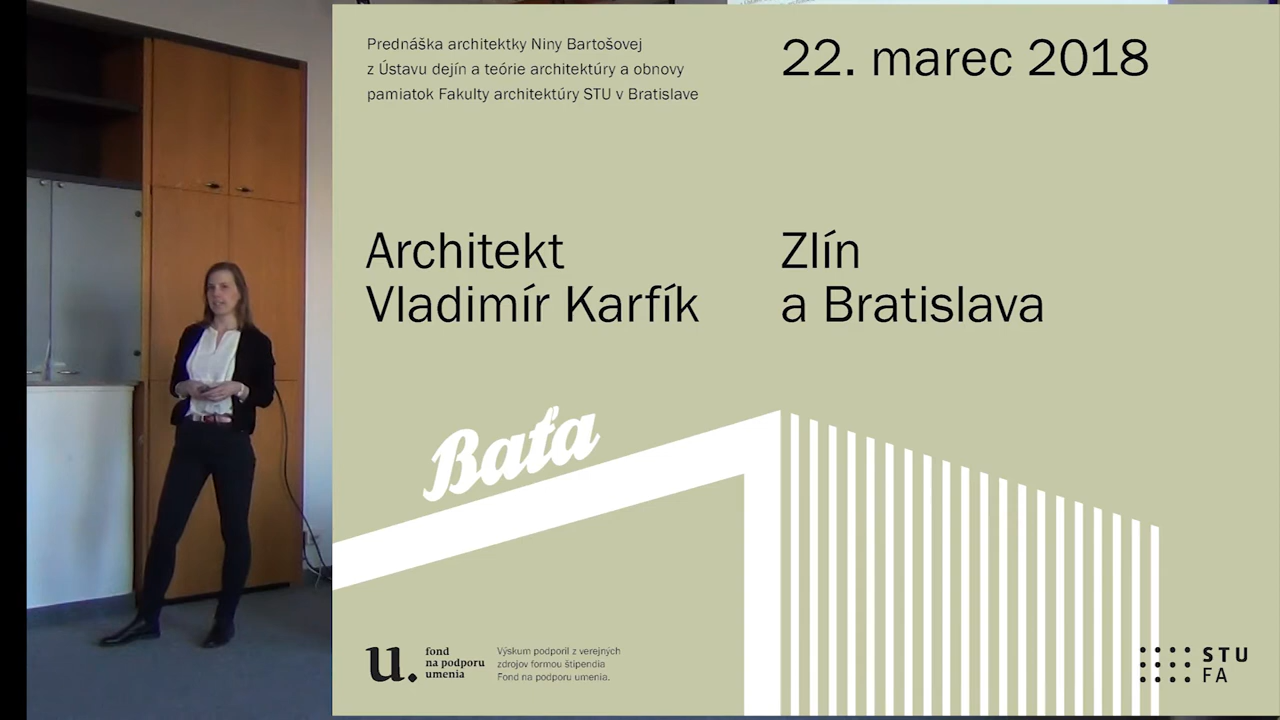 Prednáška architektky Niny Bartošovej
z Ústavu dejín a teórie architektúry a obnovy
pamiatok Fakulty architektúry STU v Bratislave
22. marec 2018
Architekt
Vladimír Karfík
Zlín
a Bratislava
Baťa
u.
fond
na podporu
umenia
Výskum podporil z verejných
zdrojov formou štipendia
Fond na podporu umenia.
STU
FA